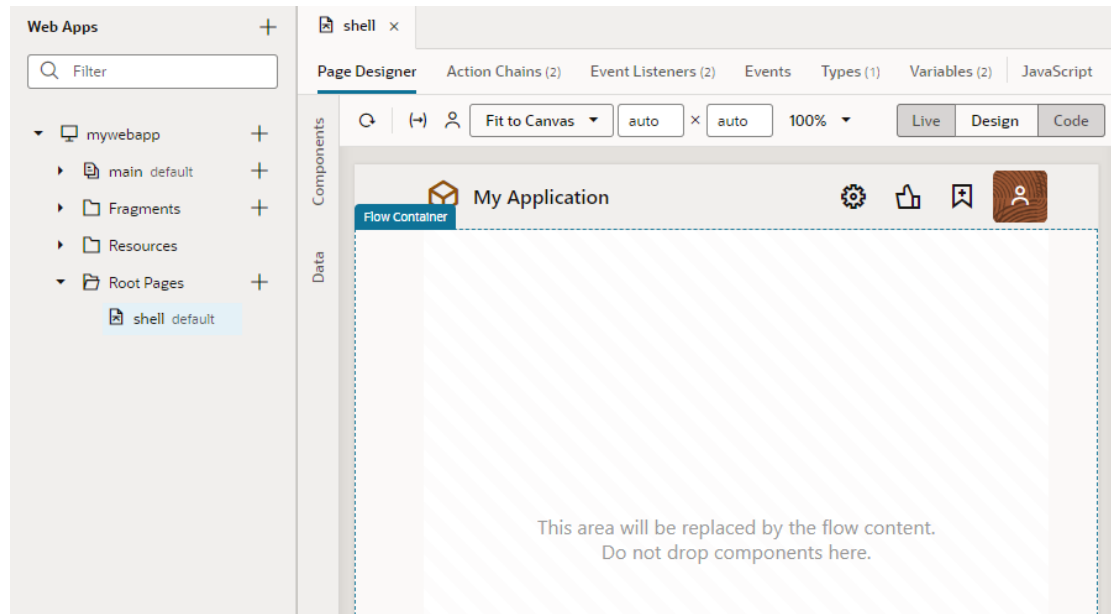 Web Apps
Filter
mywebapp
main default
Fragments
Resources
Root Pages
shell default
shell ×
Page Designer Action Chains (2) Event Listeners (2) Events Types (1) Variables (2) JavaScript
Components
Data
Fit to Canvas auto × auto 100% Live Design Code
My Application
Flow Container
This area will be replaced by the flow content.
Do not drop components here.